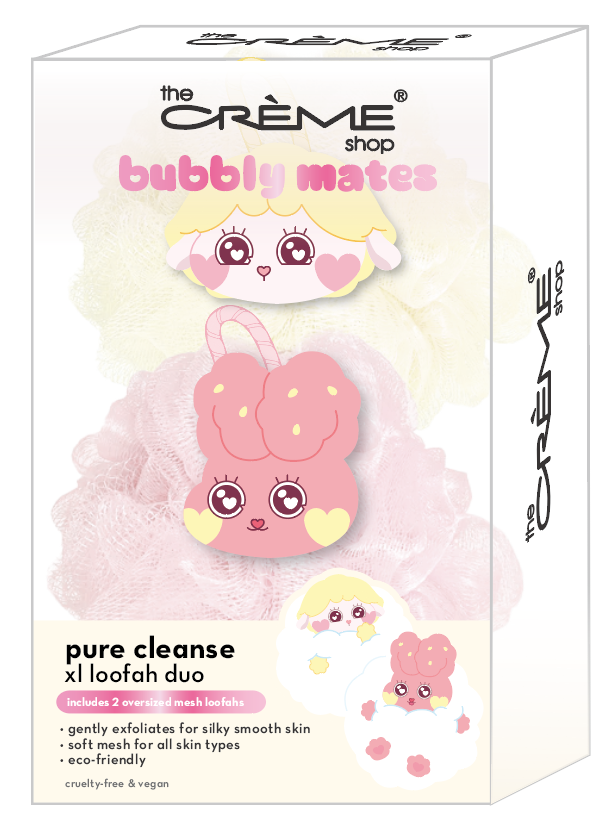 the
CRÈME®
shop
the
CRÈME®
shop
bubbly mates
the
CRÈME®
shop
pure cleanse
xl loofah duo
includes 2 oversized mesh loofahs
· gently exfoliates for silky smooth skin
· soft mesh for all skin types
· eco-friendly
cruelty-free & vegan